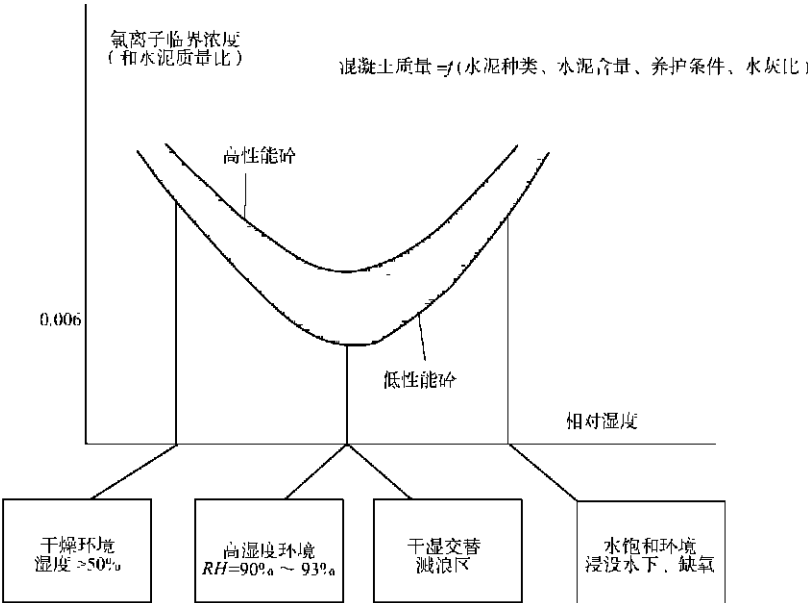 氯离子临界浓度
(和水泥质量比)
混凝土质量=f(水泥种类、水泥含量、养护条件、水灰比)
高性能砼
0.006
低性能砼
相对湿度
干燥环境
湿度>50%
高湿度环境
RH=90%～93%
干湿交替
溅浪区
水饱和环境
浸没水下、缺氧